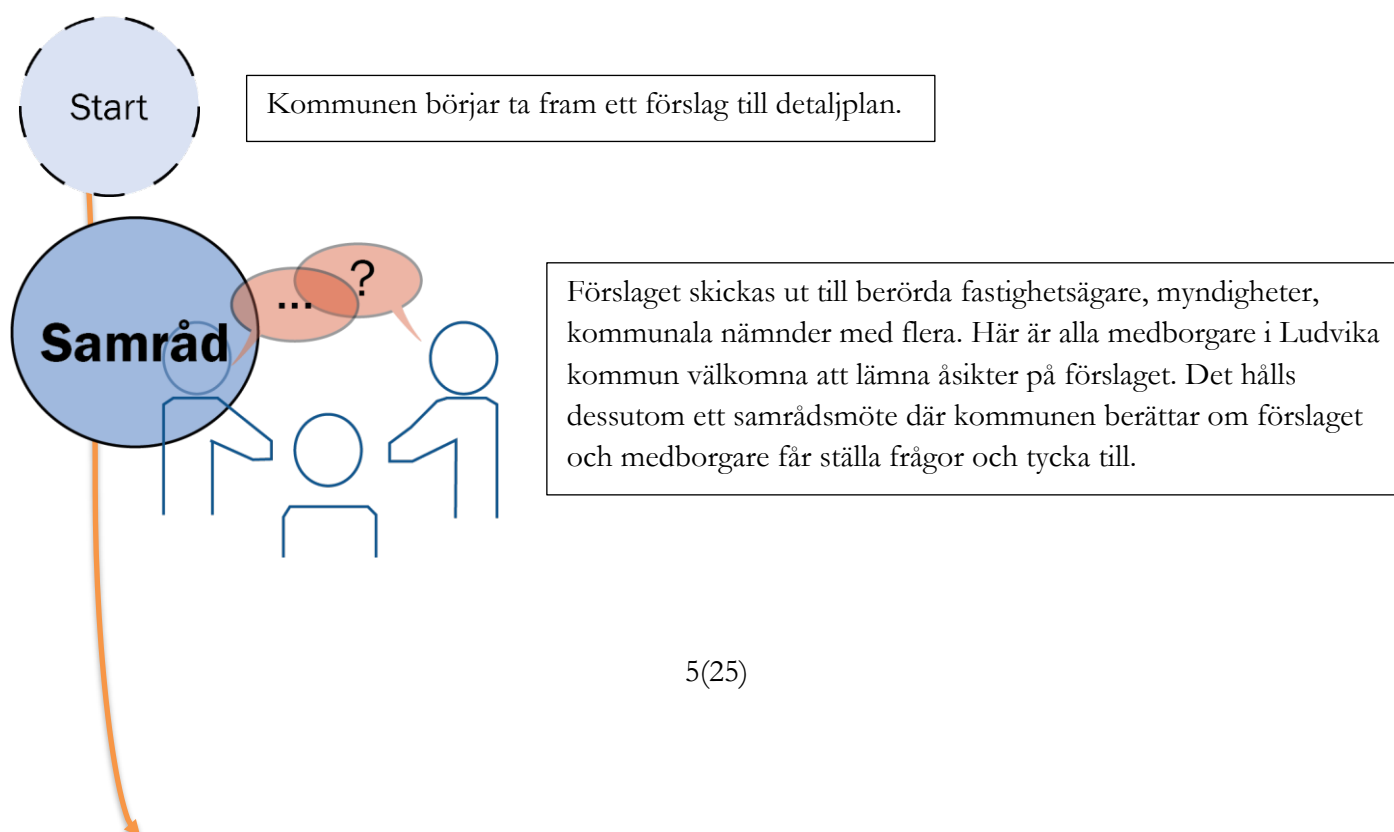 Start
Kommunen börjar ta fram ett förslag till detaljplan.
Samråd
...
?
Förslaget skickas ut till berörda fastighetsägare, myndigheter,
kommunala nämnder med flera. Här är alla medborgare i Ludvika
kommun välkomna att lämna åsikter på förslaget. Det hålls
dessutom ett samrådsmöte där kommunen berättar om förslaget
och medborgare får ställa frågor och tycka till.
5(25)